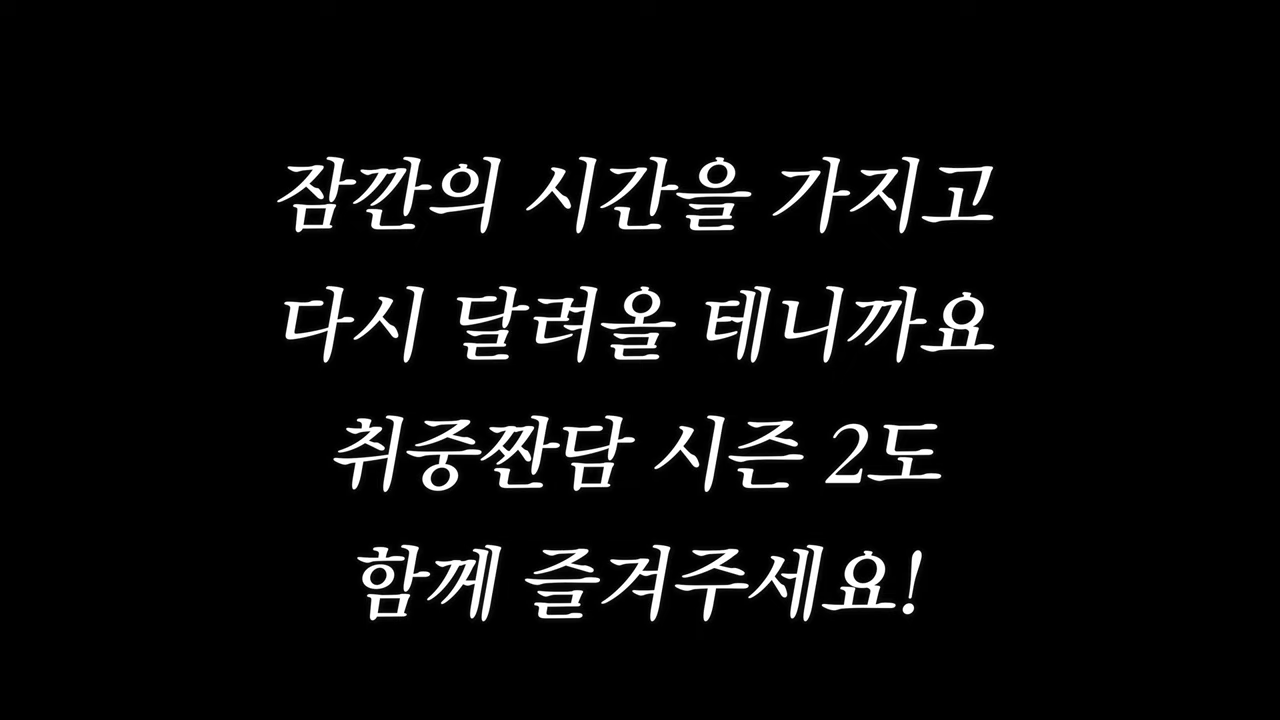 잠깐의 시간을 가지고
다시 달려올 테니까요
취중짠담 시즌 2도
함께 즐겨주세요!